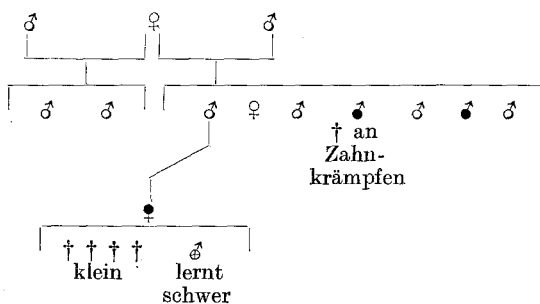 ♂ ♀ ♂
♂ ♂ ♂ ♀ ♂ ♂ ♂ ♂ ♂
† an
Zahn-
krämpfen
♀
† † † † ♂
klein lernt
schwer